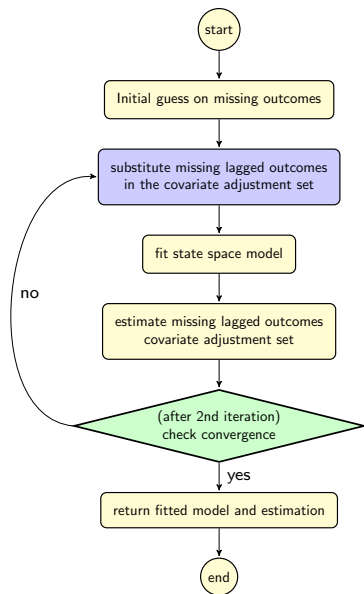 start
Initial guess on missing outcomes
substitute missing lagged outcomes
in the covariate adjustment set
fit state space model
no
estimate missing lagged outcomes
covariate adjustment set
(after 2nd iteration)
check convergence
yes
return fitted model and estimation
end